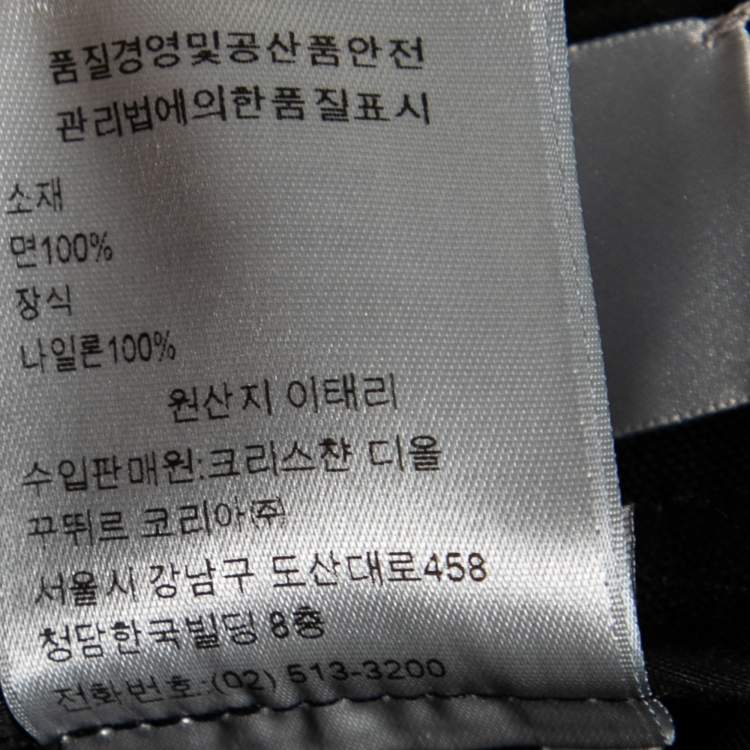 품질경영및공산품안전
관리법에의한품질표시
소재
면100%
장식
나일론100%
원산지 이태리
수입판매원:크리스챤 디올
꾸뛰르 코리아(주)
서울시 강남구 도산대로458
청담한국빌딩 8층
전화번호:(02) 513-3200